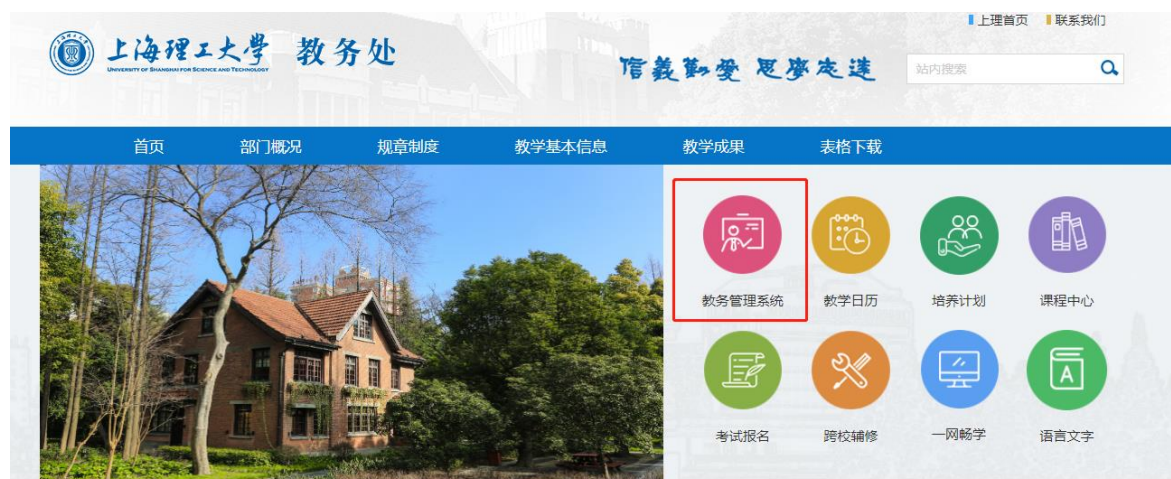 上理首页 联系我们
上海理工大学 教务处
UNIVERSITY OF SHANGHAI FOR SCIENCE AND TECHNOLOGY
信義勤愛 思學志遠
站内搜索
首页 部门概况 规章制度 教学基本信息 教学成果 表格下载
教务管理系统 教学日历 培养计划 课程中心
考试报名 跨校辅修 一网畅学 语言文字
A